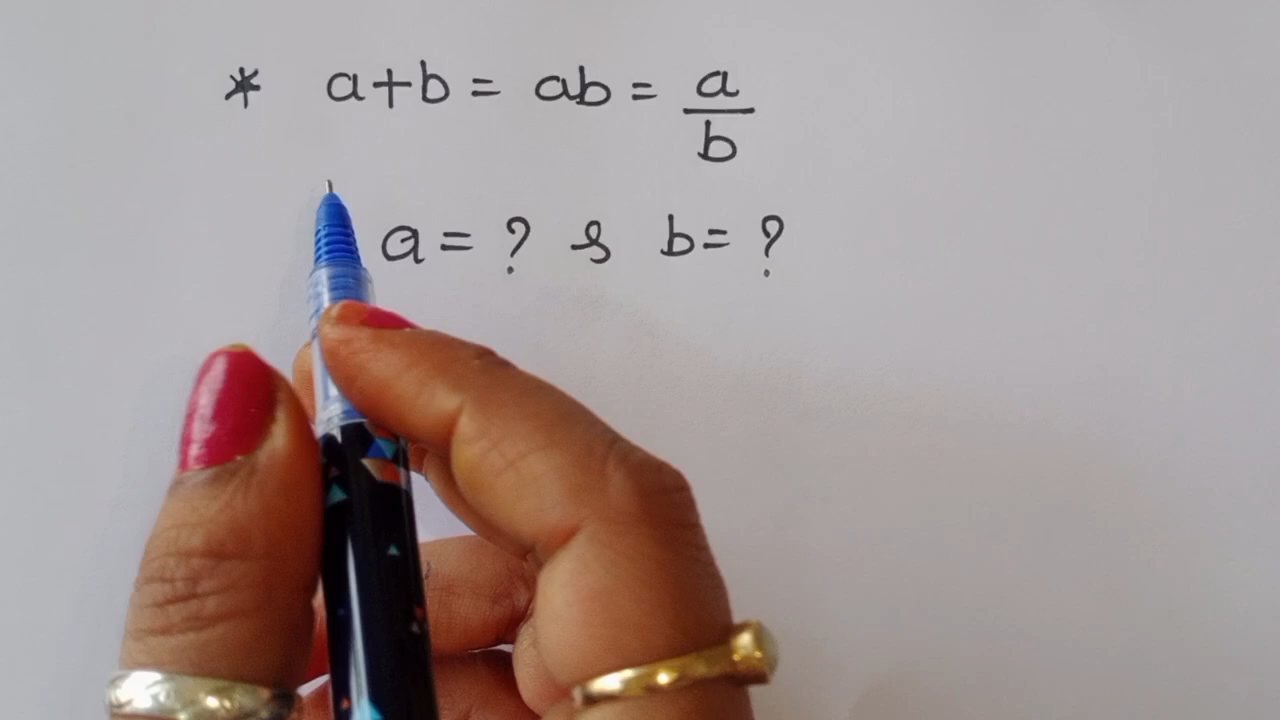 * a+b = ab = a/b
a = ? & b = ?